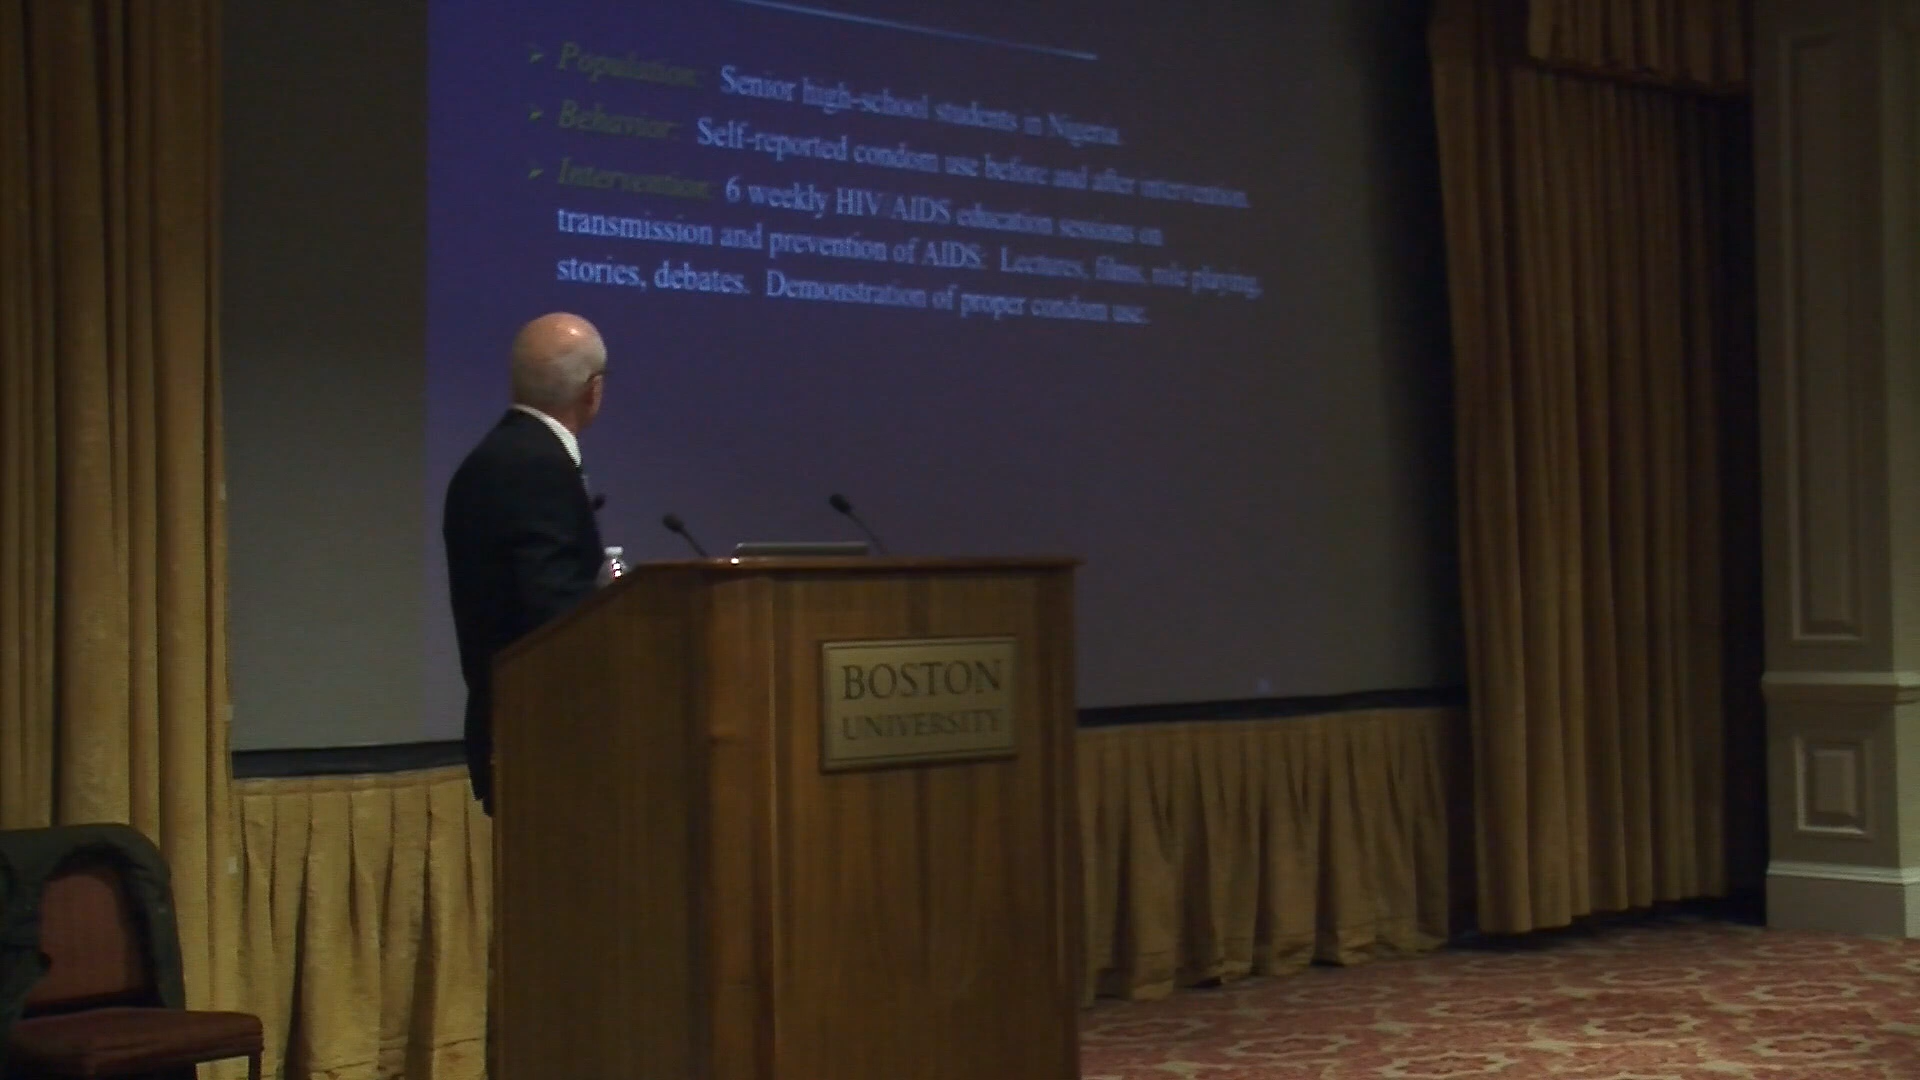 Population: Senior high-school students in Nigeria.
Behavior: Self-reported condom use before and after intervention.
Intervention: 6 weekly HIV/AIDS education sessions on
transmission and prevention of AIDS: Lectures, films, role playing,
stories, debates. Demonstration of proper condom use.
BOSTON
UNIVERSITY